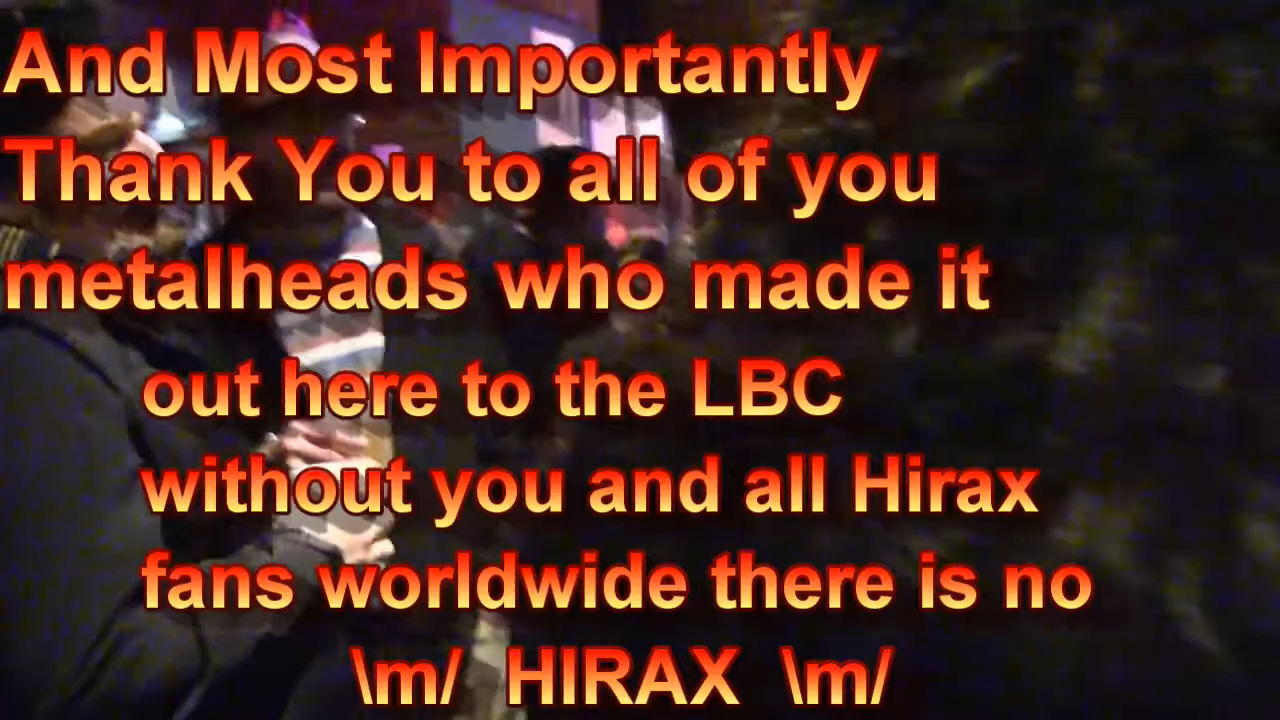 And Most Importantly
Thank You to all of you
metalheads who made it
out here to the LBC
without you and all Hirax
fans worldwide there is no
\m/ HIRAX \m/